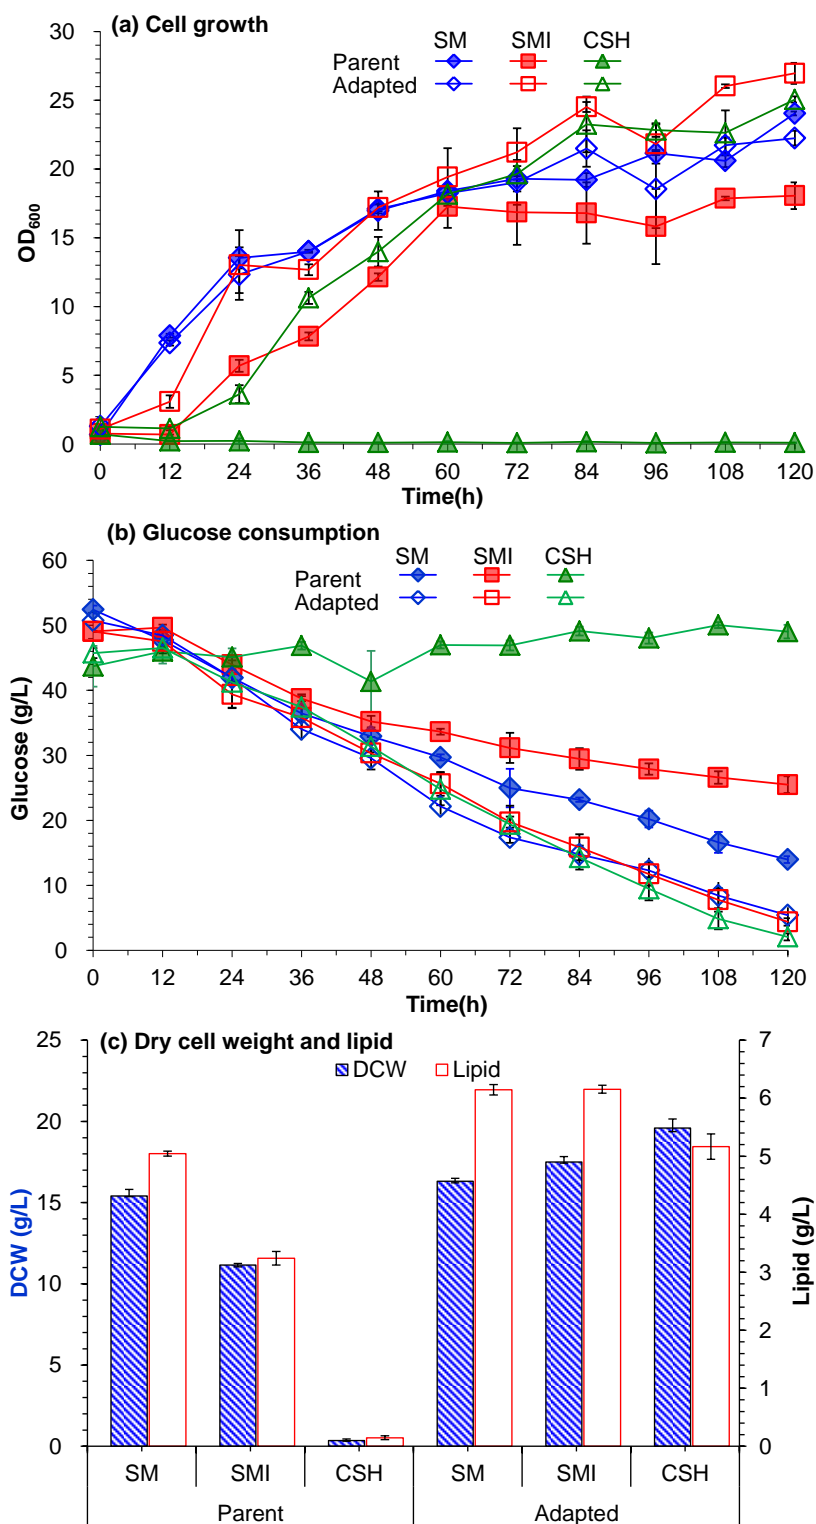 (a) Cell growth
SM SMI CSH
Parent
Adapted
30
25
20
15
10
5
0
OD600
0 12 24 36 48 60 72 84 96 108 120
Time(h)
(b) Glucose consumption
SM SMI CSH
Parent
Adapted
60
50
40
30
20
10
0
Glucose (g/L)
0 12 24 36 48 60 72 84 96 108 120
Time(h)
(c) Dry cell weight and lipid
DCW Lipid
25
20
15
10
5
0
DCW (g/L)
7
6
5
4
3
2
1
0
Lipid (g/L)
SM SMI CSH SM SMI CSH
Parent Adapted